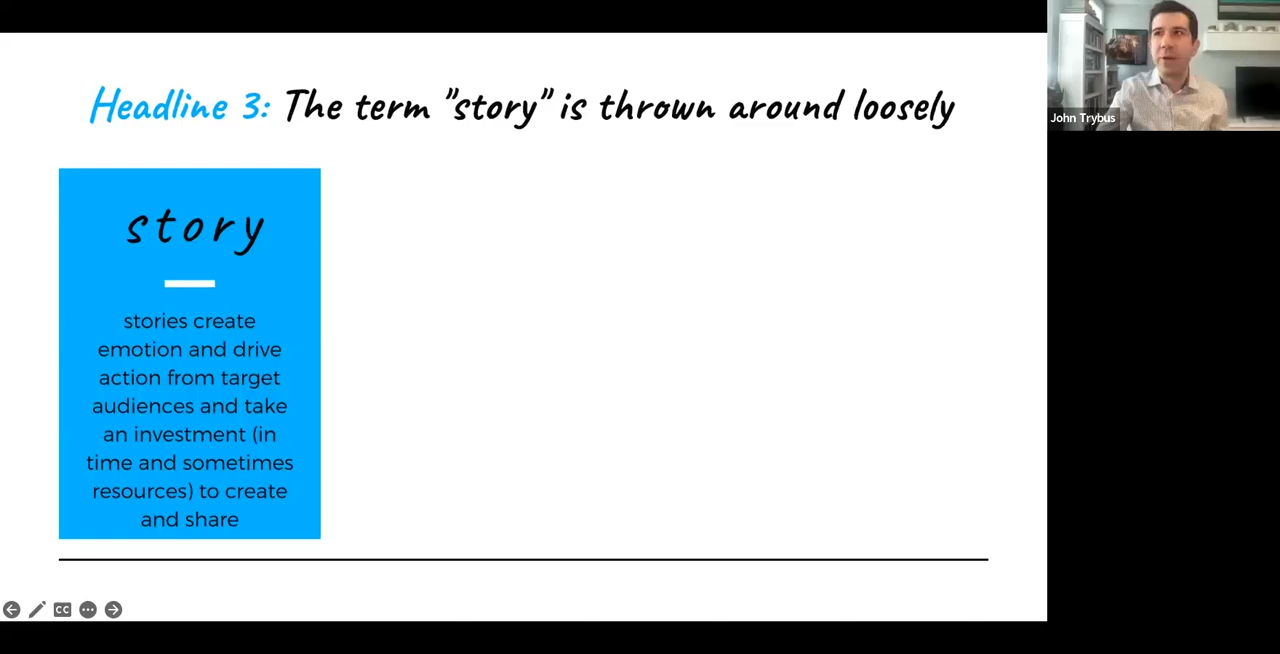 Headline 3: The term "story" is thrown around loosely
John Trybus
story
stories create
emotion and drive
action from target
audiences and take
an investment (in
time and sometimes
resources) to create
and share
CC